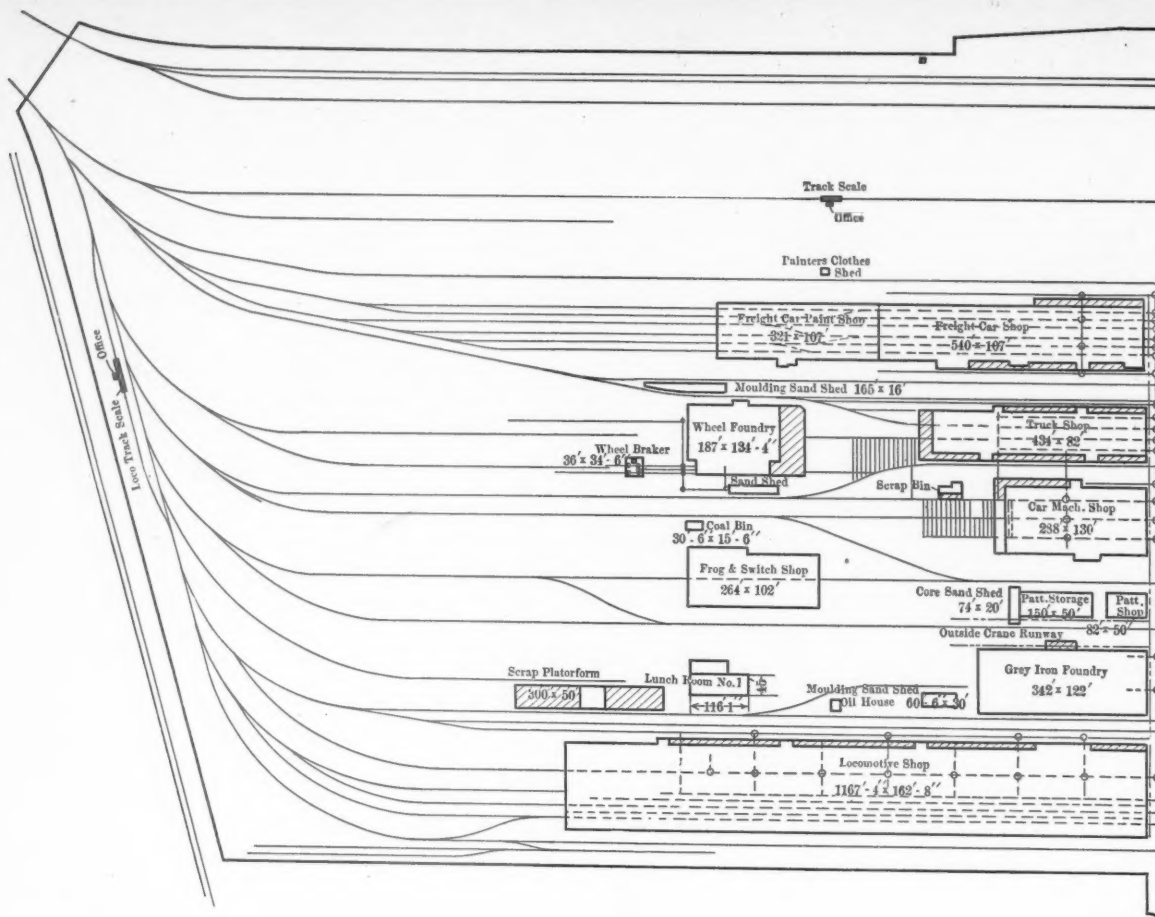 Track Scale
Office
Painters Clothes
Shed
Freight Car Paint Shop
321' x 107'
Freight Car Shop
540' x 107'
Office
Loco Track Scale
Moulding Sand Shed 165 x 16'
Wheel Foundry
187' x 134'-4"
Truck Shop
434' x 82'
Wheel Braker
36' x 34'-6"
Sand Shed
Scrap Bin
Car Mach. Shop
288' x 130'
Coal Bin
30'-6" x 15'-6"
Frog & Switch Shop
264' x 102'
Core Sand Shed
74' x 20'
Patt. Storage
150' x 50'
Patt.
Shop
82' x 50'
Outside Crane Runway
Grey Iron Foundry
342' x 122'
Scrap Platorform
300' x 50'
Lunch Room No.1
45'
116'1"
Moulding Sand Shed
60'-6" x 30'
Oil House
Locomotive Shop
1167'-4" x 162'-8"